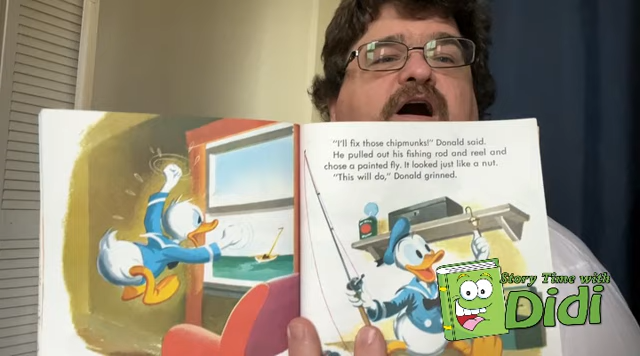 "I'll fix those chipmunks!" Donald said.
He pulled out his fishing rod and reel and
chose a painted fly. It looked just like a nut.
"This will do," Donald grinned.
Story Time with
Didi